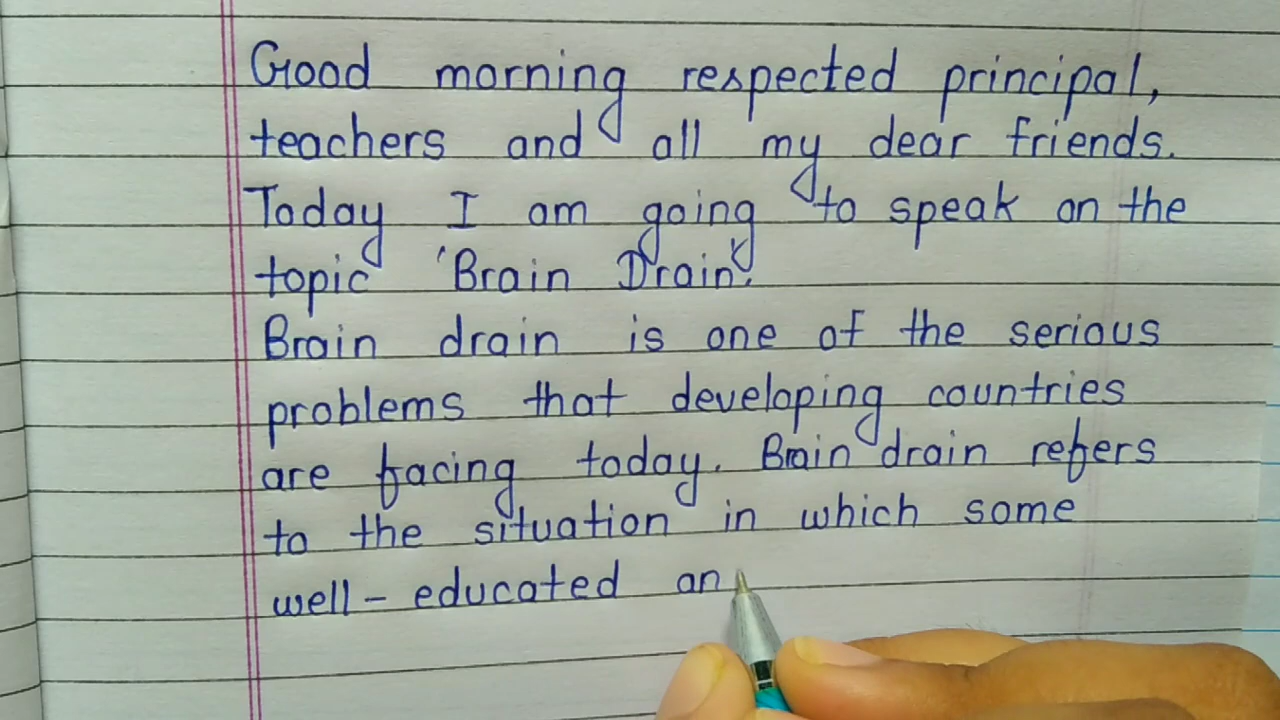 Good morning respected principal,
teachers and all my dear friends.
Today I am going to speak on the
topic 'Brain Drain'.
Brain drain is one of the serious
problems that developing countries
are facing today. Brain drain refers
to the situation in which some
well-educated an